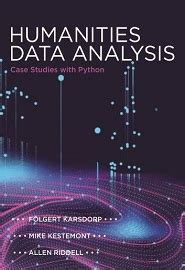 HUMANITIES
DATA ANALYSIS
Case Studies with Python
FOLGERT KARSDORP
MIKE KESTEMONT
ALLEN RIDDELL